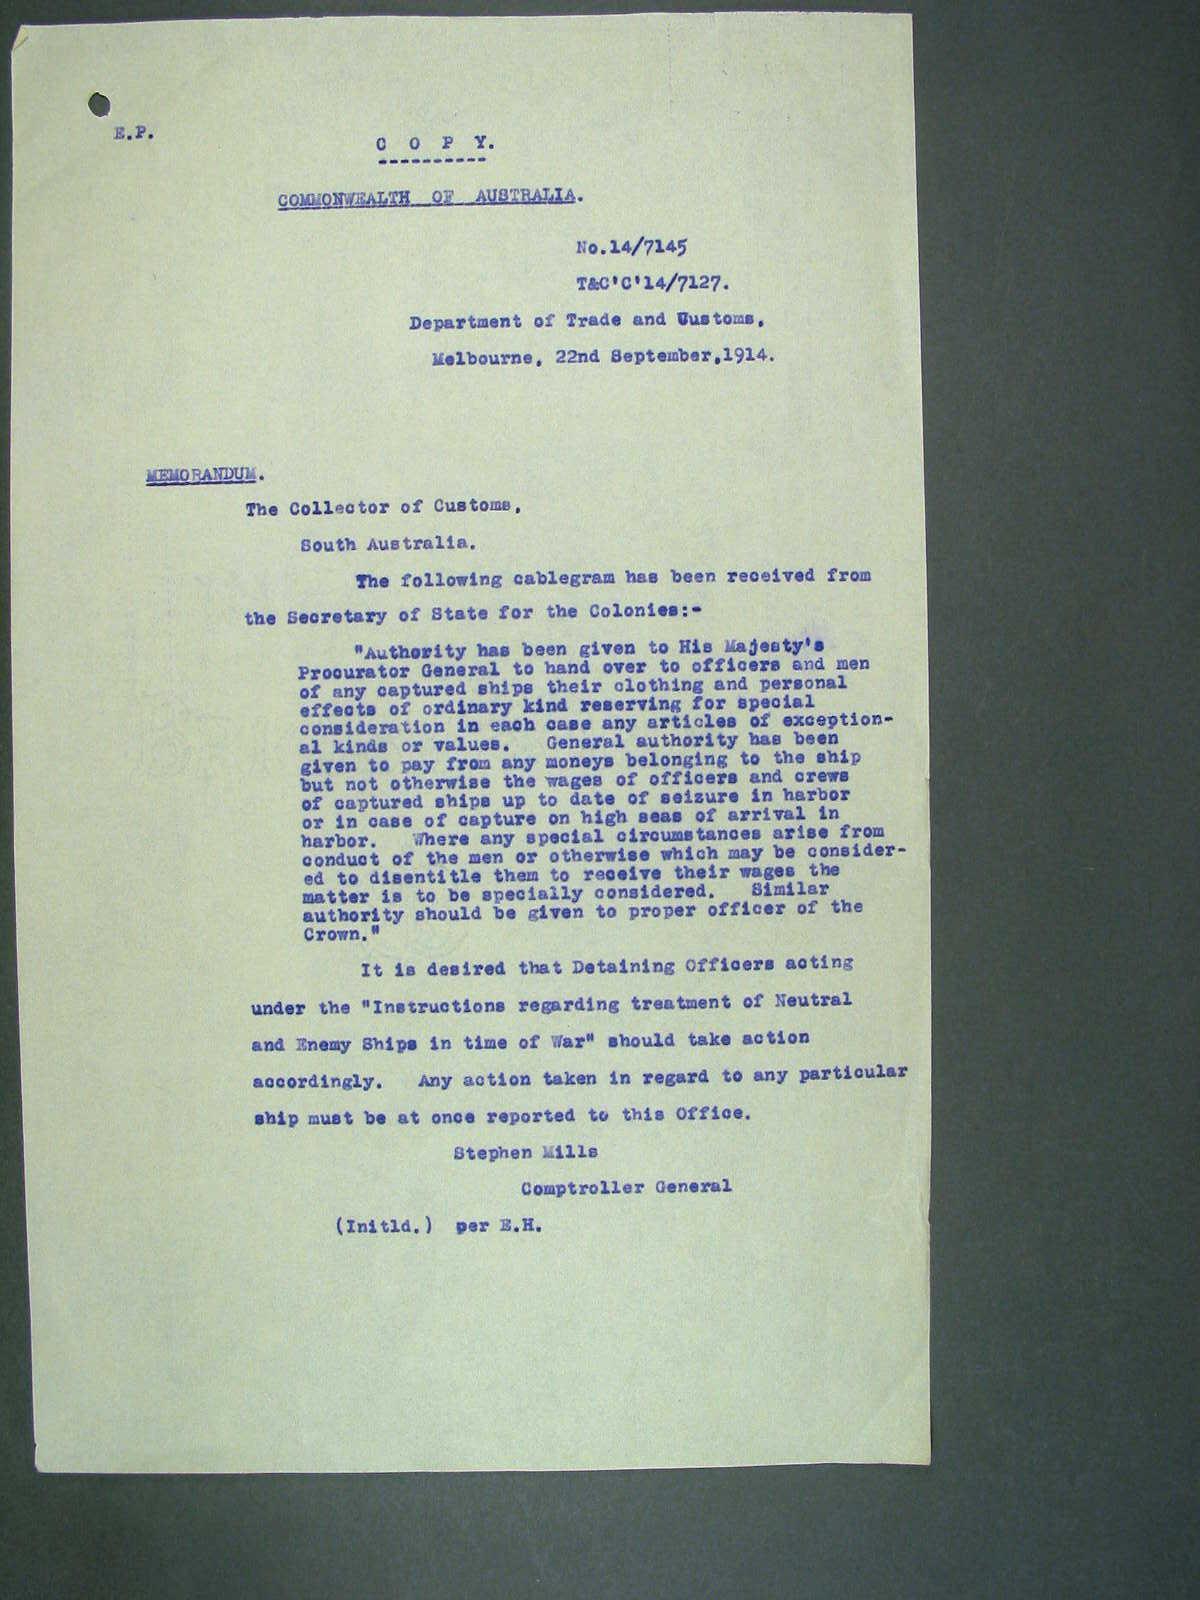 E.P.
C O P Y.
----------
COMMONWEALTH OF AUSTRALIA.
No.14/7145
T&C'C'14/7127.
Department of Trade and Customs,
Melbourne, 22nd September,1914.
MEMORANDUM.
The Collector of Customs,
South Australia.
The following cablegram has been received from
the Secretary of State for the Colonies:-
"Authority has been given to His Majesty's
Procurator General to hand over to officers and men
of any captured ships their clothing and personal
effects of ordinary kind reserving for special
consideration in each case any articles of exception-
al kinds or values. General authority has been
given to pay from any moneys belonging to the ship
but not otherwise the wages of officers and crews
of captured ships up to date of seizure in harbor
or in case of capture on high seas of arrival in
harbor. Where any special circumstances arise from
conduct of the men or otherwise which may be consider-
ed to disentitle them to receive their wages the
matter is to be specially considered. Similar
authority should be given to proper officer of the
Crown."
It is desired that Detaining Officers acting
under the "Instructions regarding treatment of Neutral
and Enemy Ships in time of War" should take action
accordingly. Any action taken in regard to any particular
ship must be at once reported to this Office.
Stephen Mills
Comptroller General
(Initld.) per E.H.